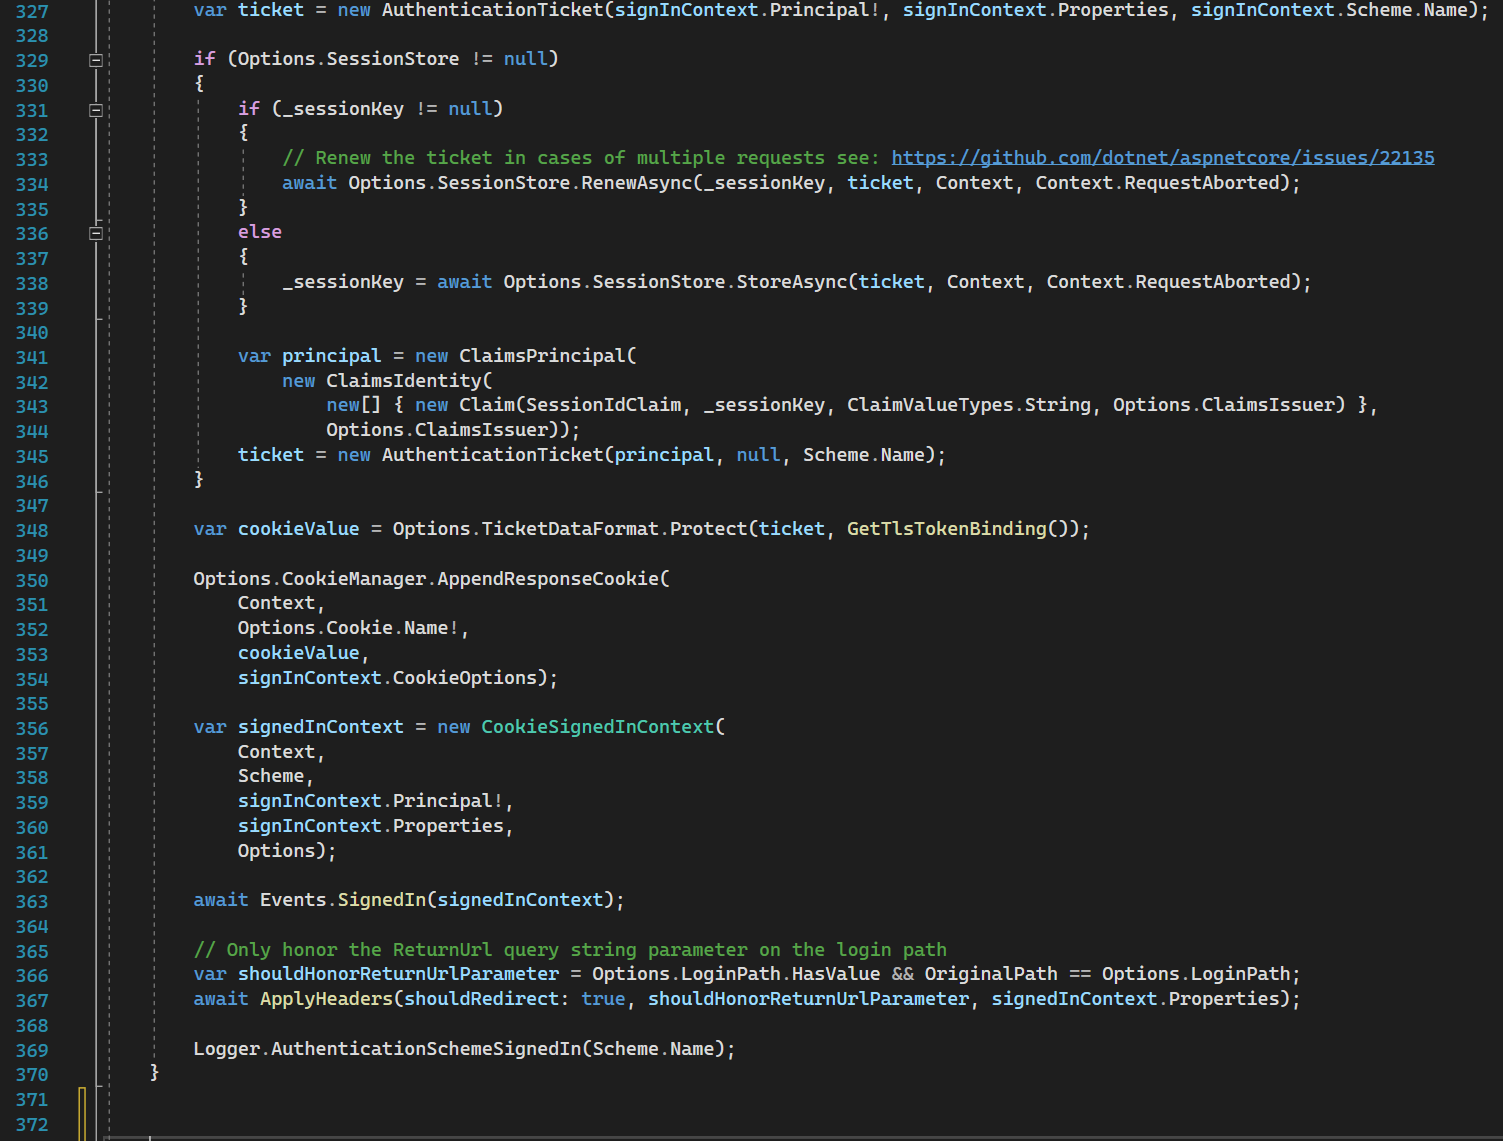 327 var ticket = new AuthenticationTicket(signInContext.Principal!, signInContext.Properties, signInContext.Scheme.Name);
328
329 if (Options.SessionStore != null)
330 {
331 if (_sessionKey != null)
332 {
333 // Renew the ticket in cases of multiple requests see: https://github.com/dotnet/aspnetcore/issues/22135
334 await Options.SessionStore.RenewAsync(_sessionKey, ticket, Context, Context.RequestAborted);
335 }
336 else
337 {
338 _sessionKey = await Options.SessionStore.StoreAsync(ticket, Context, Context.RequestAborted);
339 }
340
341 var principal = new ClaimsPrincipal(
342 new ClaimsIdentity(
343 new[] { new Claim(SessionIdClaim, _sessionKey, ClaimValueTypes.String, Options.ClaimsIssuer) },
344 Options.ClaimsIssuer));
345 ticket = new AuthenticationTicket(principal, null, Scheme.Name);
346 }
347
348 var cookieValue = Options.TicketDataFormat.Protect(ticket, GetTlsTokenBinding());
349
350 Options.CookieManager.AppendResponseCookie(
351 Context,
352 Options.Cookie.Name!,
353 cookieValue,
354 signInContext.CookieOptions);
355
356 var signedInContext = new CookieSignedInContext(
357 Context,
358 Scheme,
359 signInContext.Principal!,
360 signInContext.Properties,
361 Options);
362
363 await Events.SignedIn(signedInContext);
364
365 // Only honor the ReturnUrl query string parameter on the login path
366 var shouldHonorReturnUrlParameter = Options.LoginPath.HasValue && OriginalPath == Options.LoginPath;
367 await ApplyHeaders(shouldRedirect: true, shouldHonorReturnUrlParameter, signedInContext.Properties);
368
369 Logger.AuthenticationSchemeSignedIn(Scheme.Name);
370 }
371
372